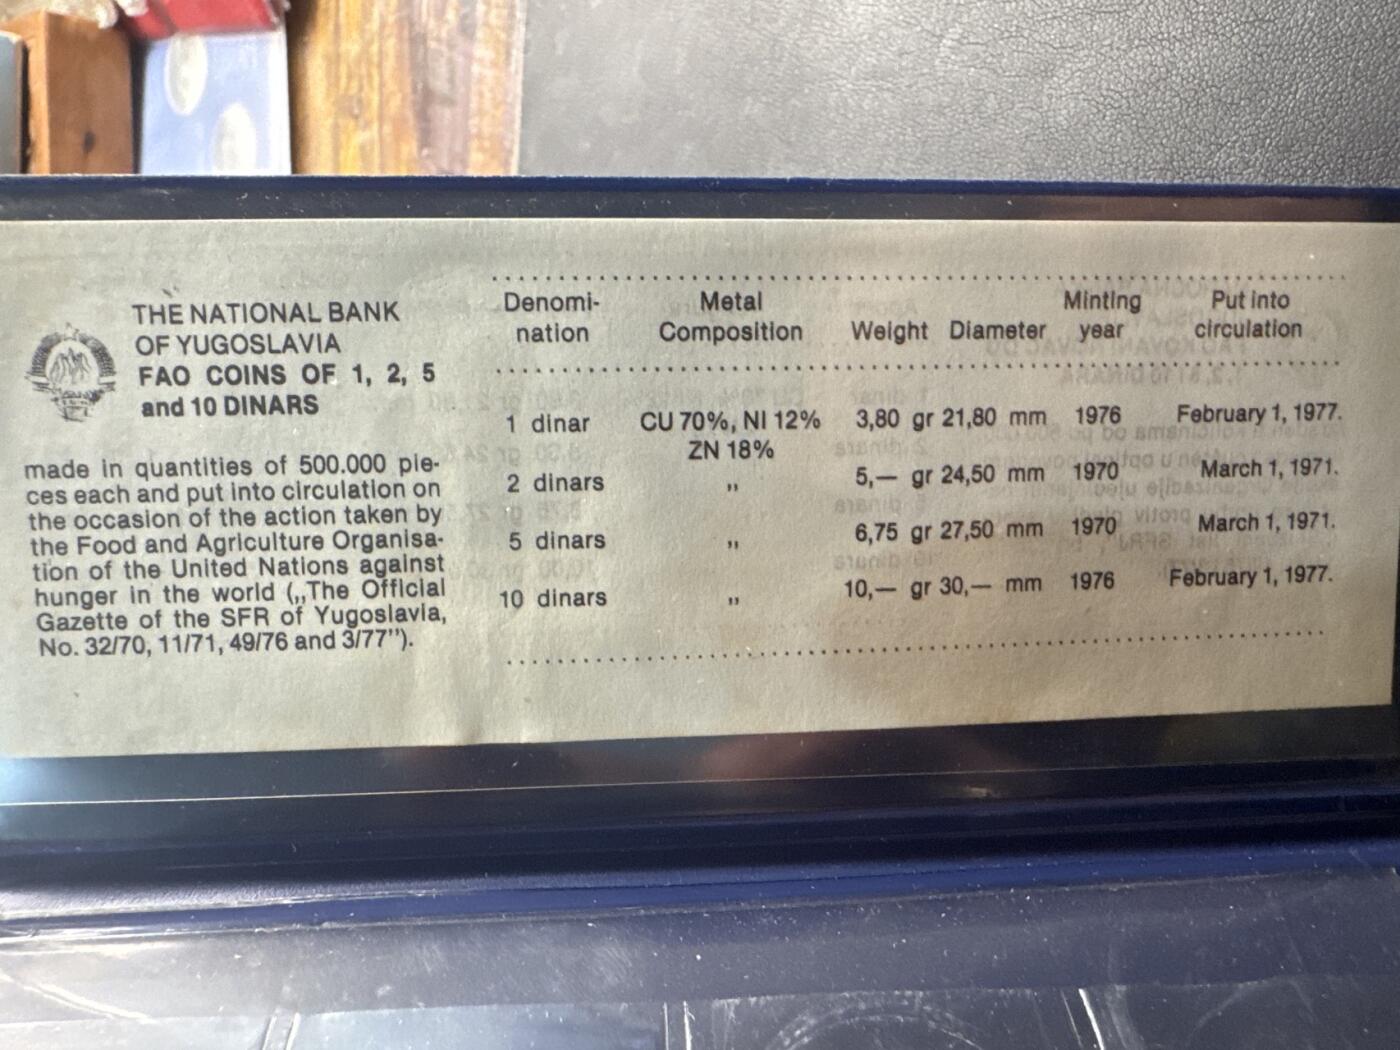 THE NATIONAL BANK
OF YUGOSLAVIA
FAO COINS OF 1, 2, 5
and 10 DINARS
made in quantities of 500.000 pie-
ces each and put into circulation on
the occasion of the action taken by
the Food and Agriculture Organisa-
tion of the United Nations against
hunger in the world („The Official
Gazette of the SFR of Yugoslavia,
No. 32/70, 11/71, 49/76 and 3/77").
Denomi- Metal Minting Put into
nation Composition Weight Diameter year circulation
1 dinar CU 70%, NI 12% 3,80 gr 21,80 mm 1976 February 1, 1977.
ZN 18%
2 dinars ,, 5,— gr 24,50 mm 1970 March 1, 1971.
5 dinars ,, 6,75 gr 27,50 mm 1970 March 1, 1971.
10 dinars ,, 10,— gr 30,— mm 1976 February 1, 1977.